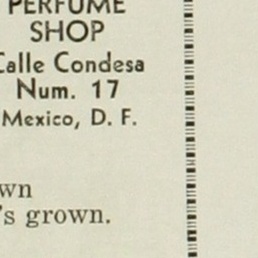 PERFUME
SHOP
Calle Condesa
Num. 17
Mexico, D. F.
wn
's grown.